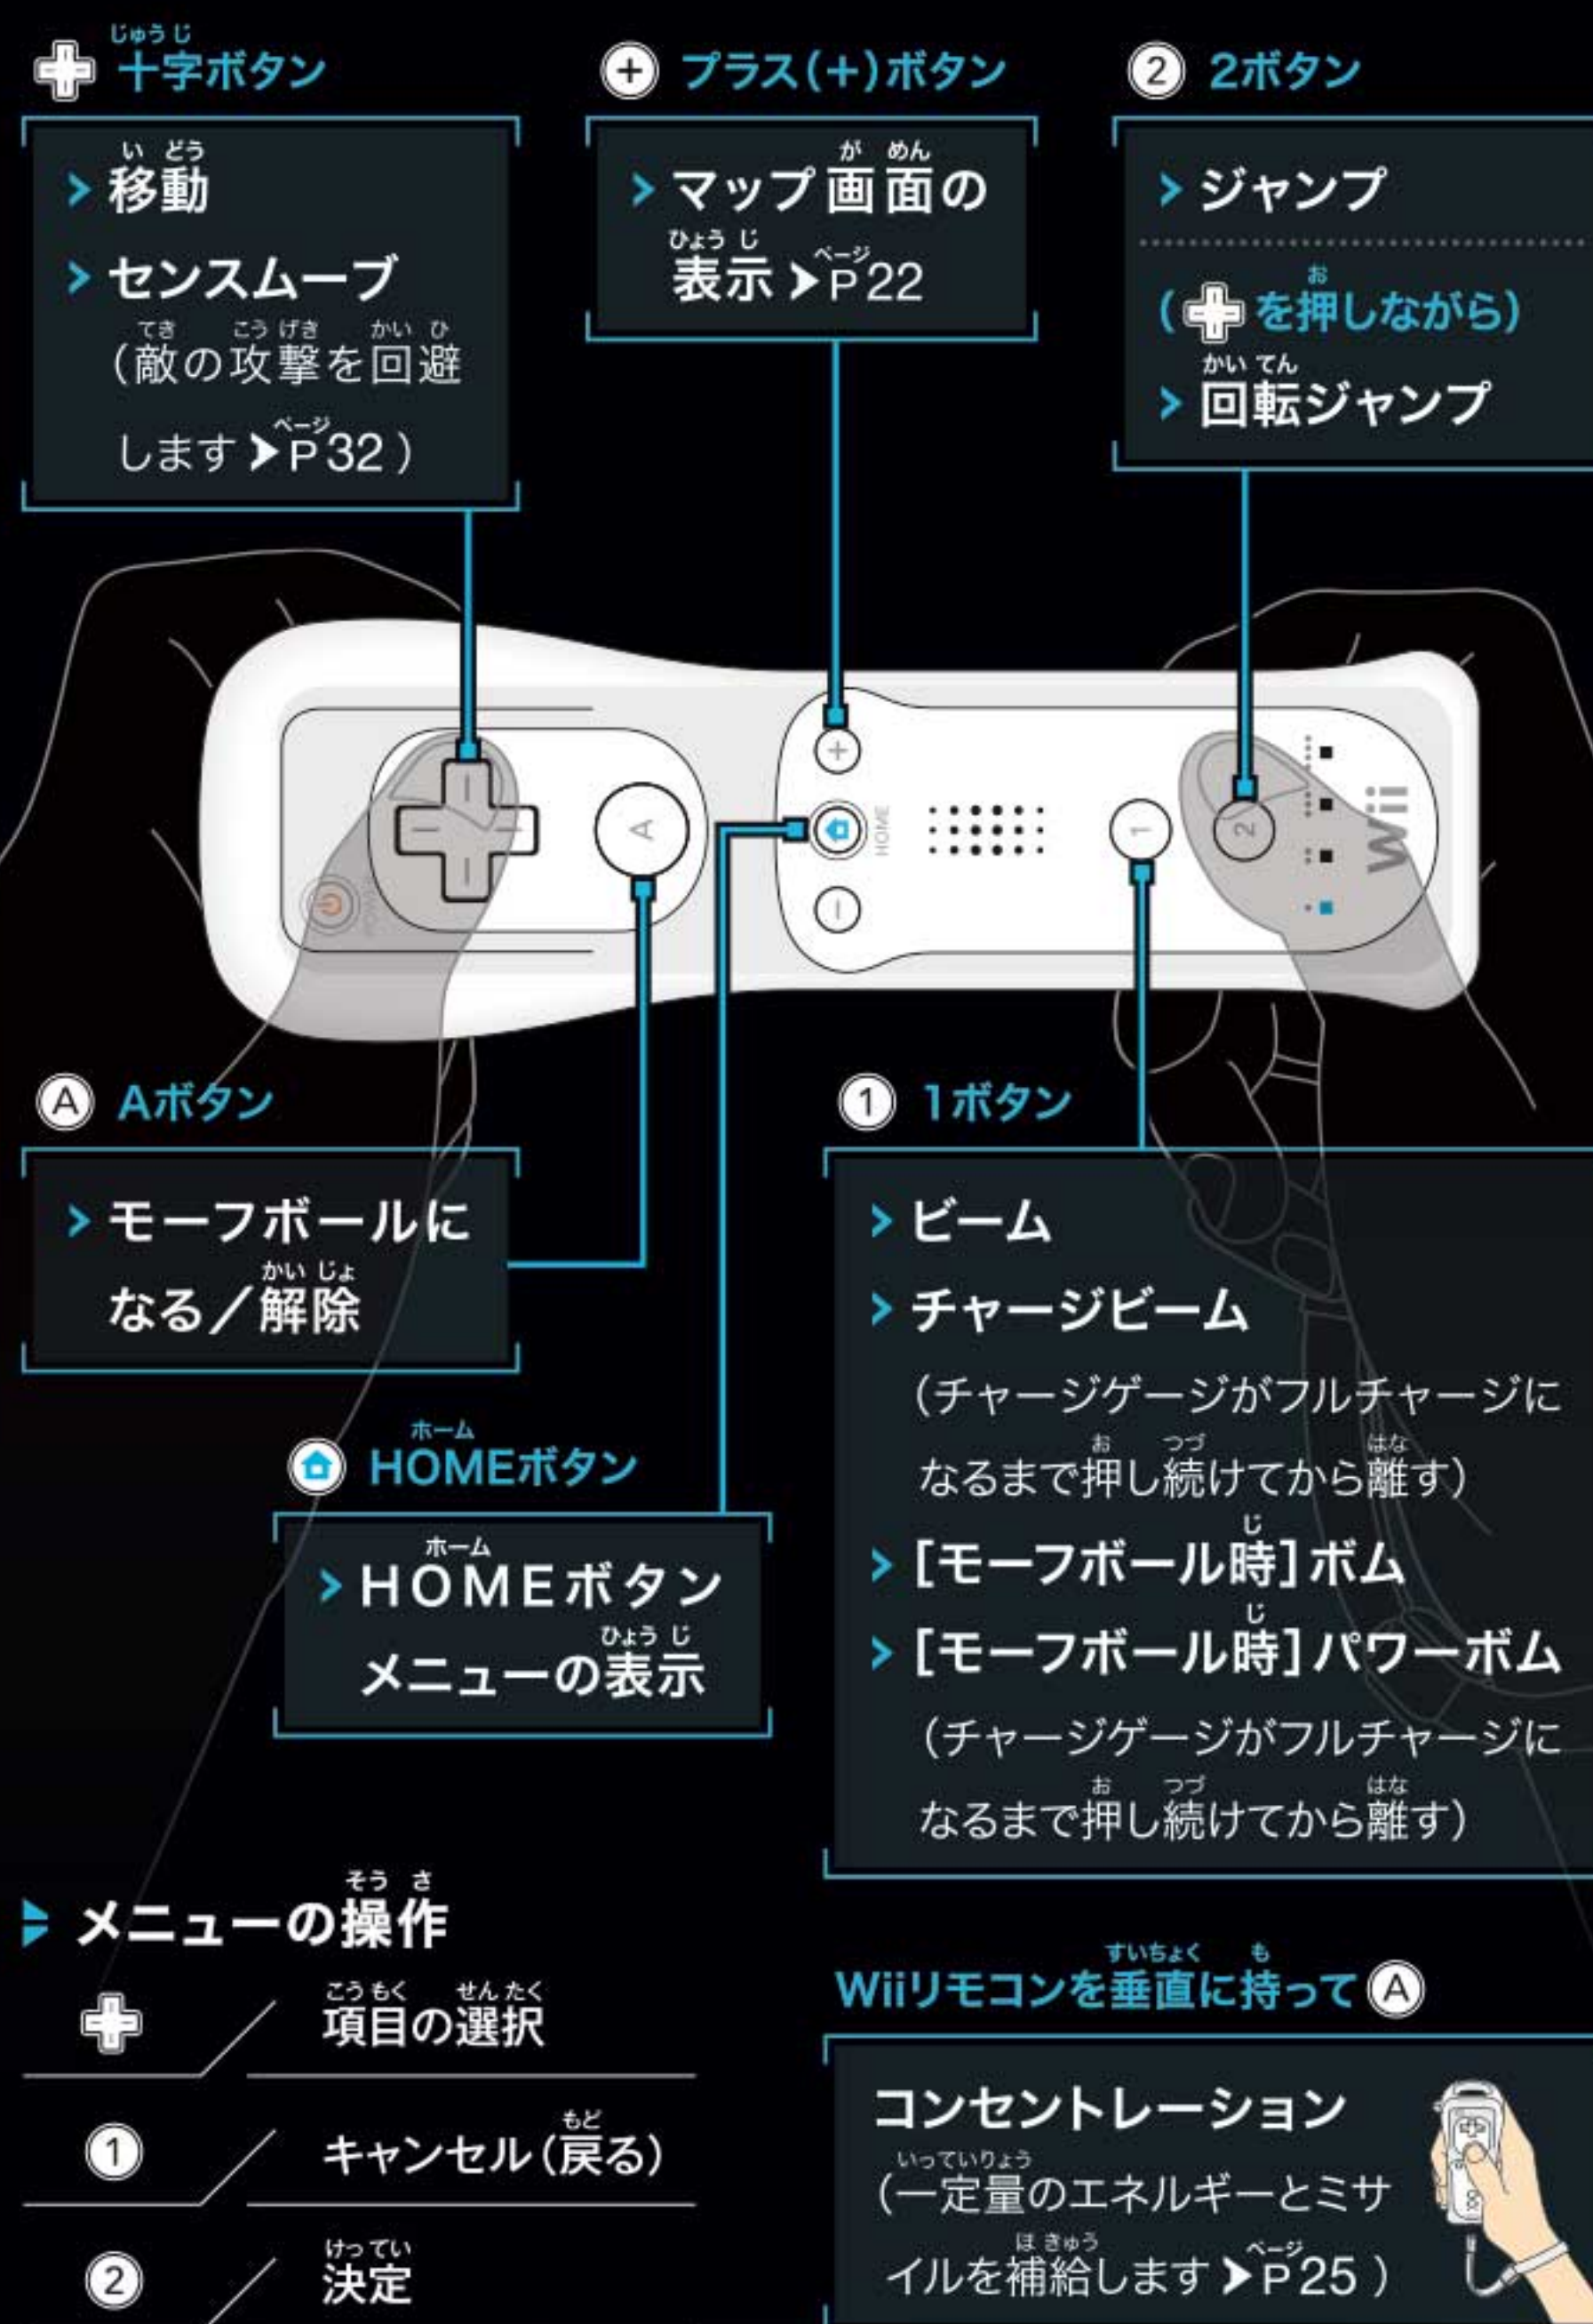 十字ボタン
移動
センスムーブ
(敵の攻撃を回避
します P32)
+ プラス(+)ボタン
マップ画面の
表示 P22
2 2ボタン
ジャンプ
(を押しながら)
回転ジャンプ
POWER
A
+
HOME
-
1
2
Wii
A Aボタン
モーフボールに
なる/解除
HOMEボタン
HOMEボタン
メニューの表示
1 1ボタン
ビーム
チャージビーム
(チャージゲージがフルチャージに
なるまで押し続けてから離す)
[モーフボール時]ボム
[モーフボール時]パワーボム
(チャージゲージがフルチャージに
なるまで押し続けてから離す)
メニューの操作
項目の選択
1 キャンセル(戻る)
2 決定
Wiiリモコンを垂直に持って A
コンセントレーション
(一定量のエネルギーとミサ
イルを補給します P25)